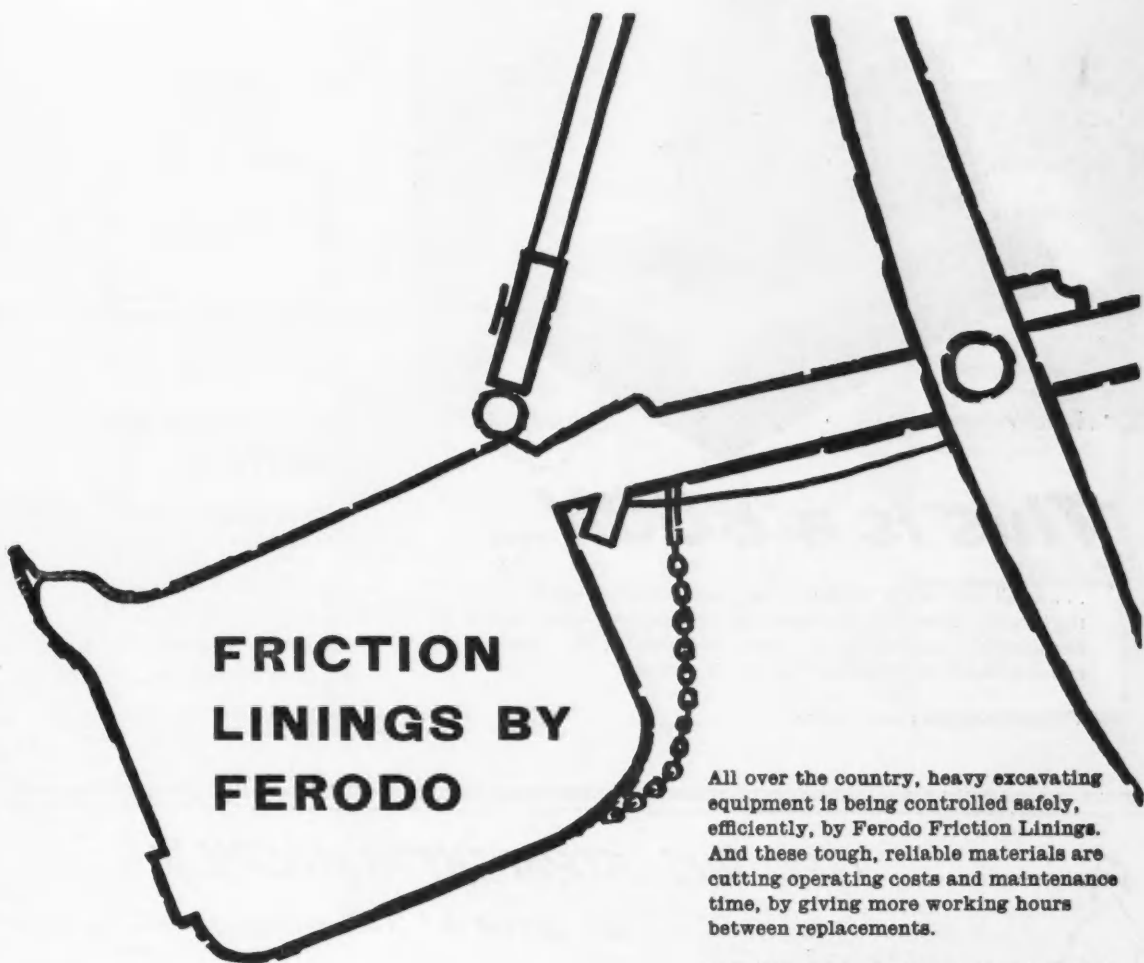 FRICTION
LININGS BY
FERODO
All over the country, heavy excavating
equipment is being controlled safely,
efficiently, by Ferodo Friction Linings.
And these tough, reliable materials are
cutting operating costs and maintenance
time, by giving more working hours
between replacements.